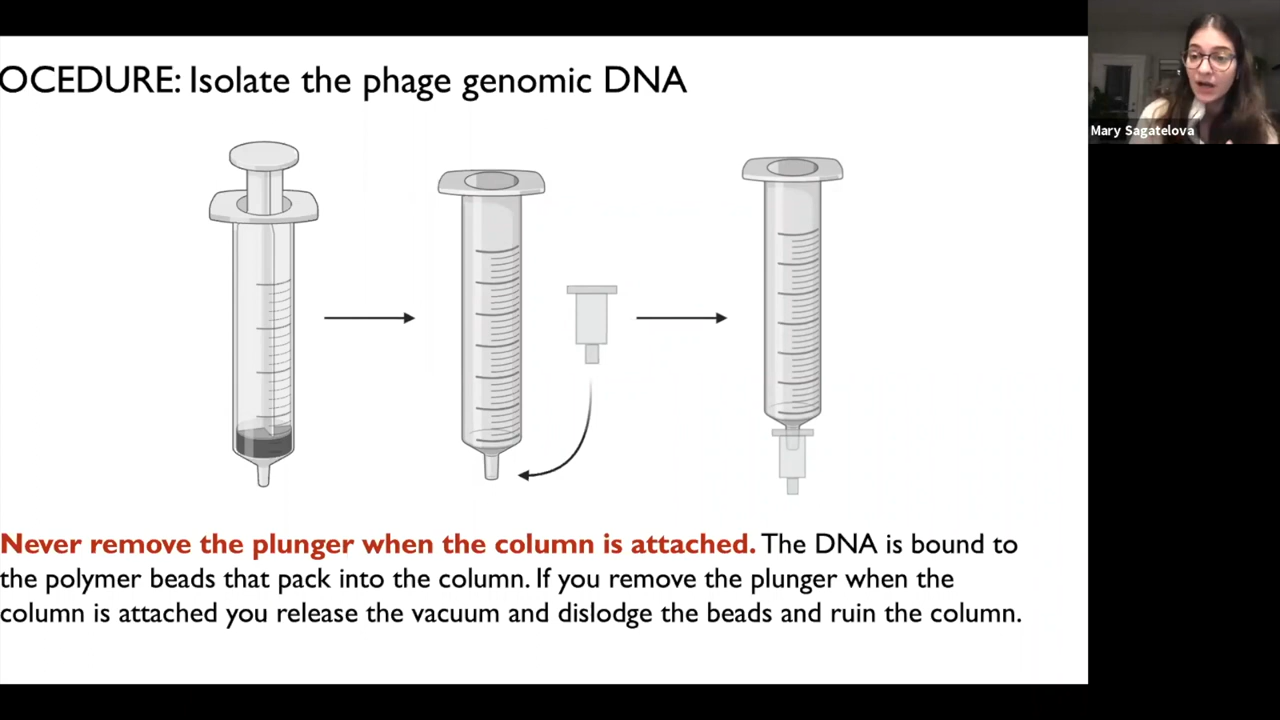 OCEDURE: Isolate the phage genomic DNA
Mary Sagatelova
Never remove the plunger when the column is attached. The DNA is bound to
the polymer beads that pack into the column. If you remove the plunger when the
column is attached you release the vacuum and dislodge the beads and ruin the column.